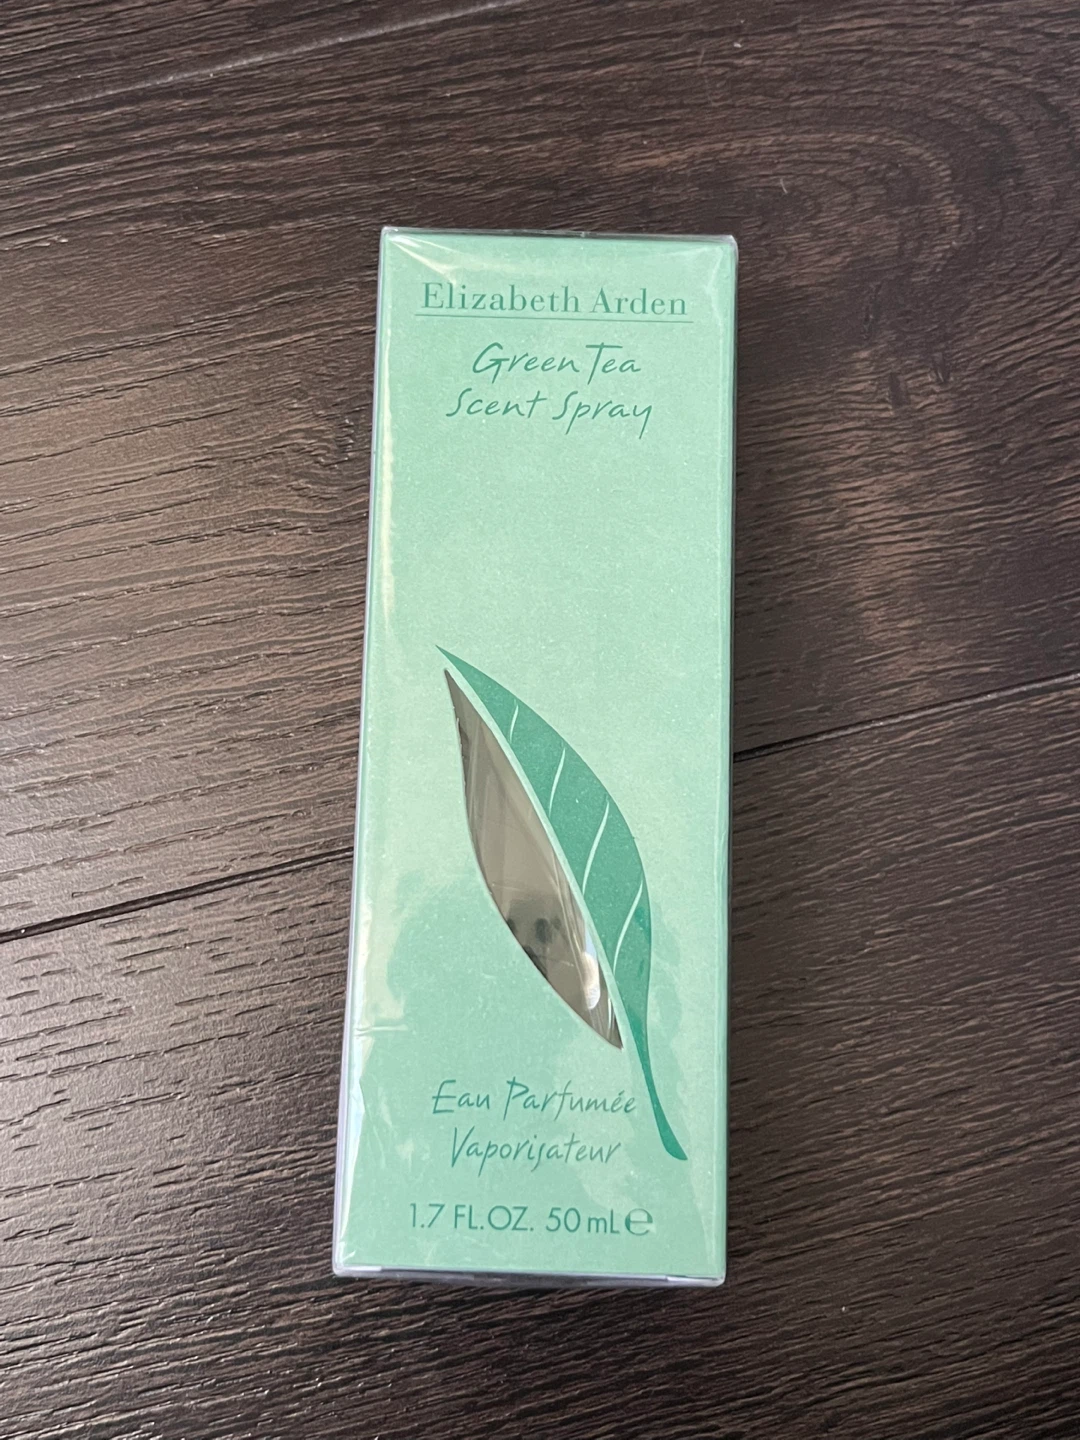 Elizabeth Arden
Green Tea
Scent Spray
Eau Parfumée
Vaporisateur
1.7 FL.OZ. 50 mL ℮